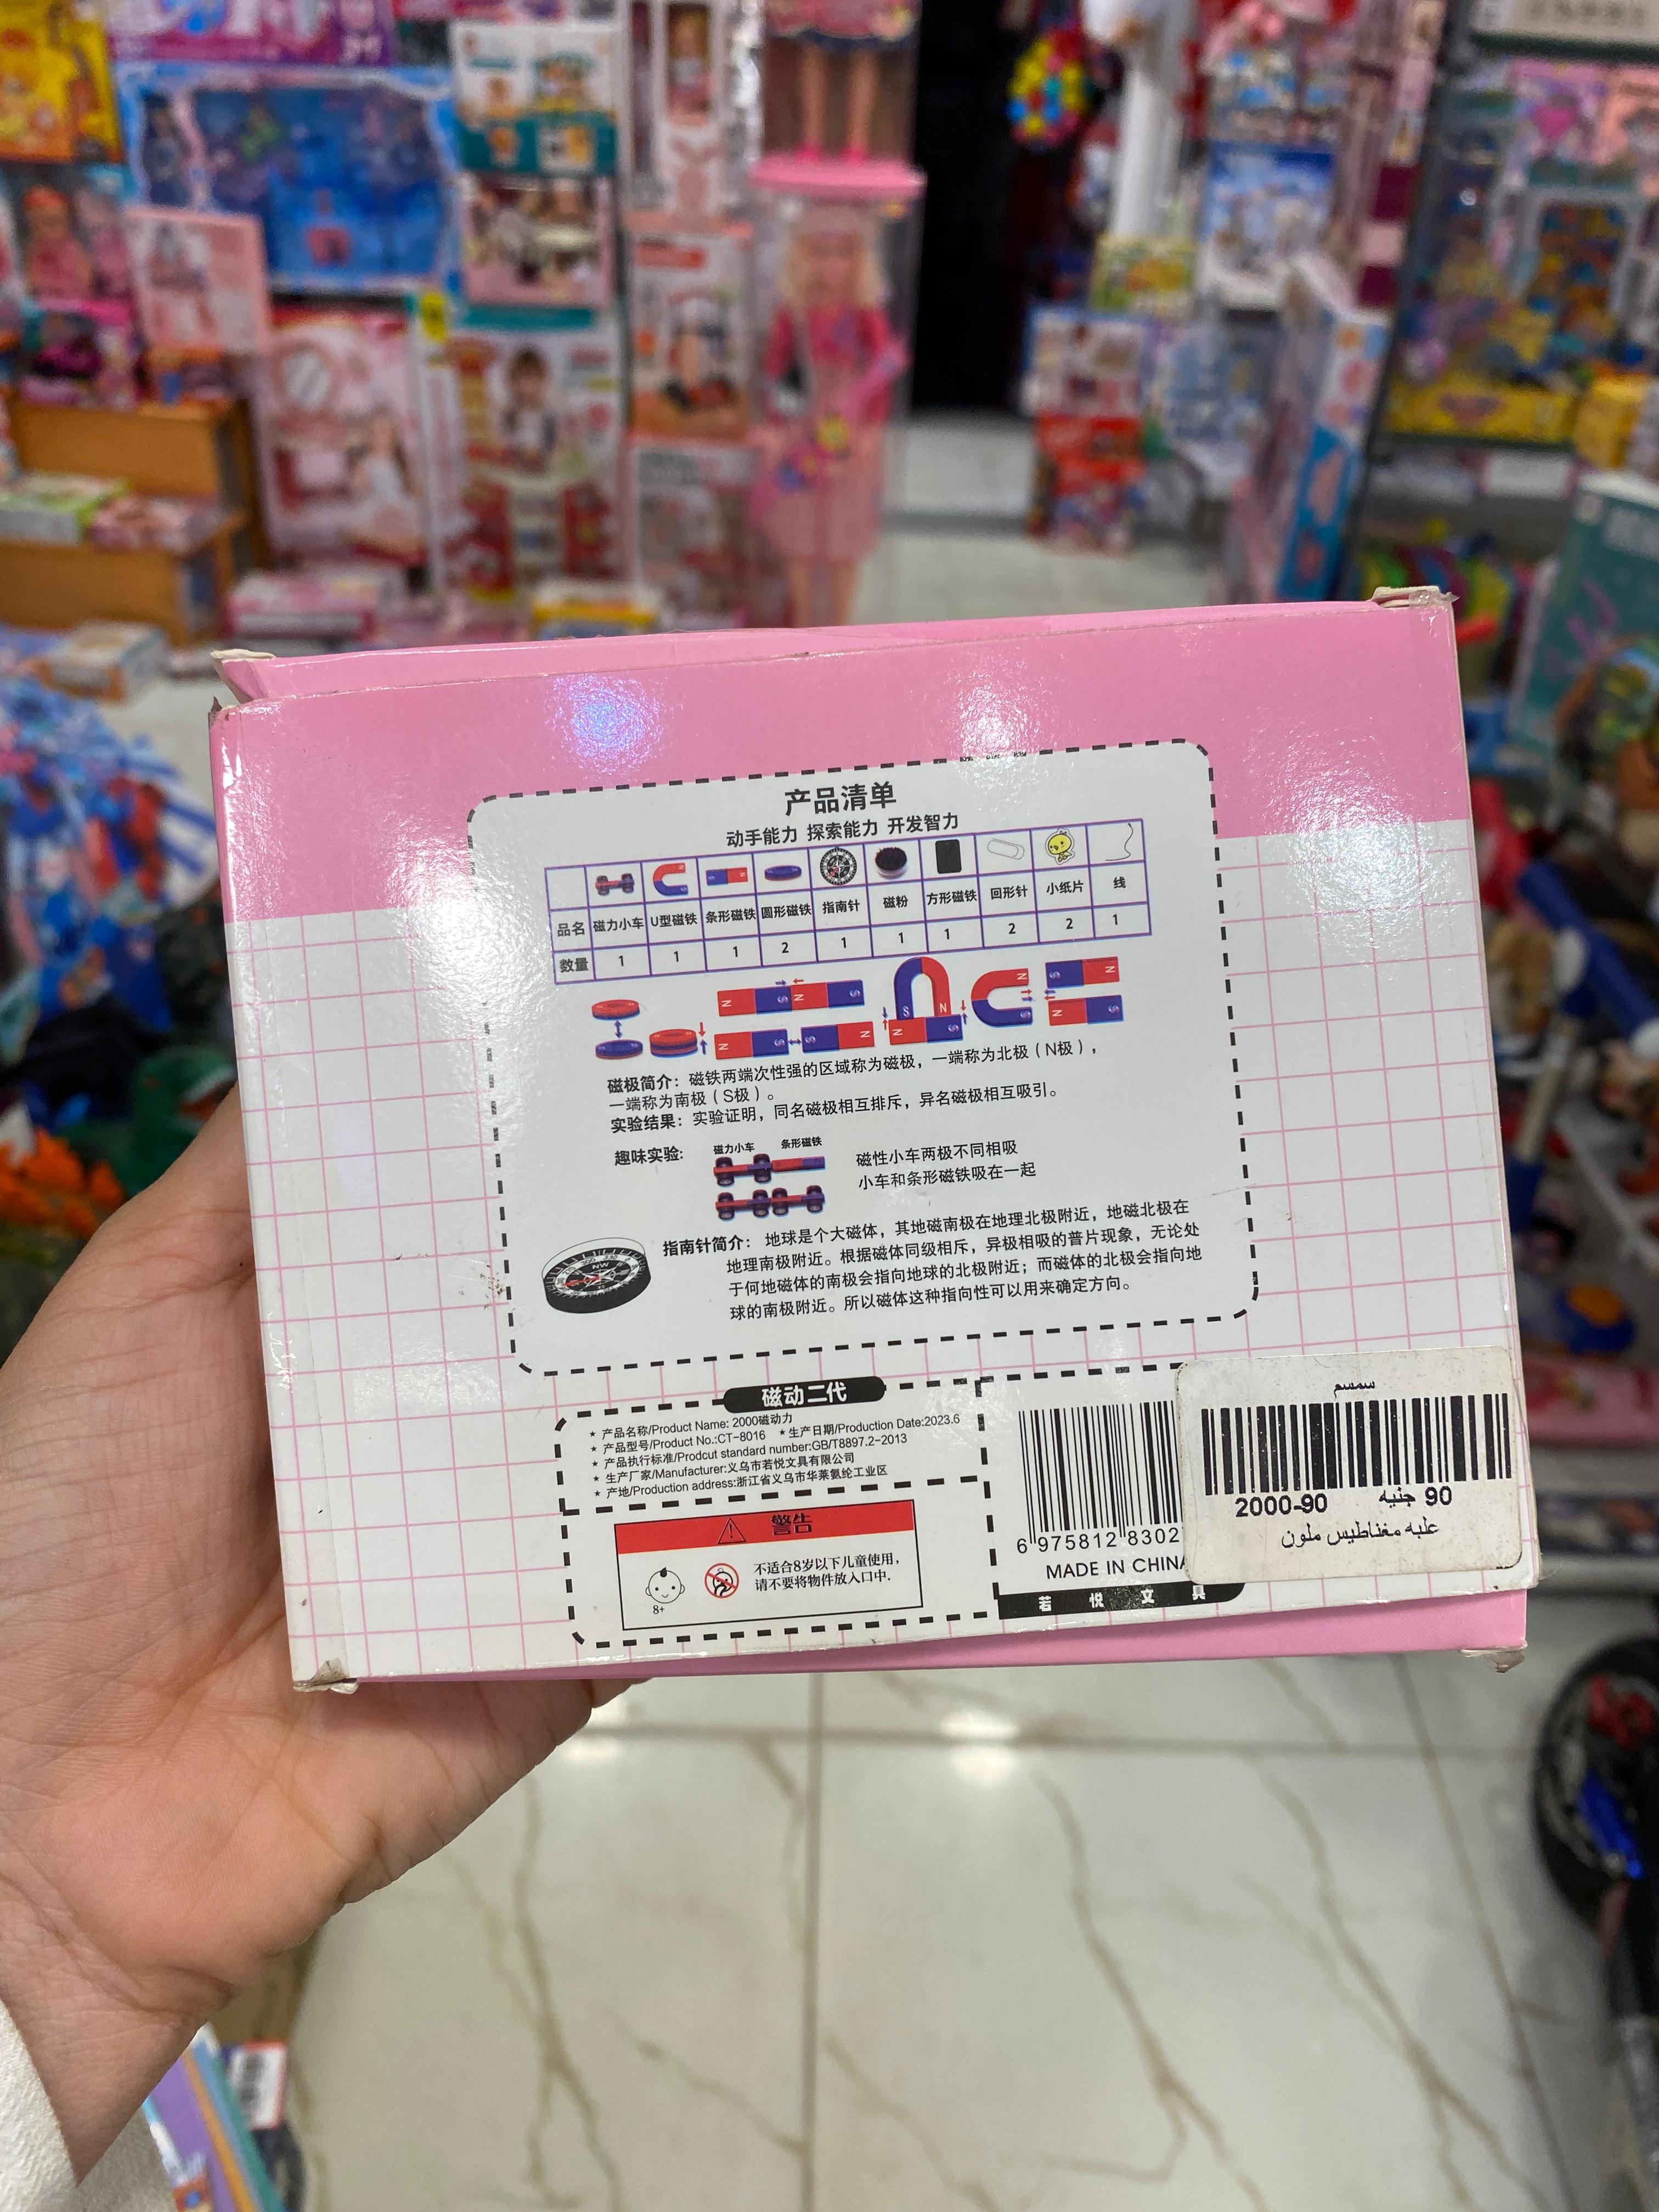 产品清单
动手能力 探索能力 开发智力
品名 磁力小车 U型磁铁 条形磁铁 圆形磁铁 指南针 磁粉 方形磁铁 回形针 小纸片 线
数量 1 1 1 2 1 1 1 2 2 1
N S N S
N S S N
S N
N S
N
S
S N
N S
磁极简介：磁铁两端次性强的区域称为磁极，一端称为北极（N极），
一端称为南极（S极）。
实验结果：实验证明，同名磁极相互排斥，异名磁极相互吸引。
趣味实验:
磁力小车 条形磁铁
磁性小车两极不同相吸
小车和条形磁铁吸在一起
指南针简介：地球是个大磁体，其地磁南极在地理北极附近，地磁北极在
地理南极附近。根据磁体同级相斥，异极相吸的普片现象，无论处
于何地磁体的南极会指向地球的北极附近；而磁体的北极会指向地
球的南极附近。所以磁体这种指向性可以用来确定方向。
磁动二代
★ 产品名称/Product Name: 2000磁动力
★ 产品型号/Product No.:CT-8016 ★生产日期/Production Date:2023.6
★ 产品执行标准/Prodcut standard number:GB/T8897.2-2013
★ 生产厂家/Manufacturer:义乌市若悦文具有限公司
★ 产地/Production address:浙江省义乌市华莱氨纶工业区
警告
不适合8岁以下儿童使用，
请不要将物件放入口中.
8+
6 975812 8302
MADE IN CHINA
若悦文具
سمسم
2000-90 90 جنيه
علبه مغناطيس ملون